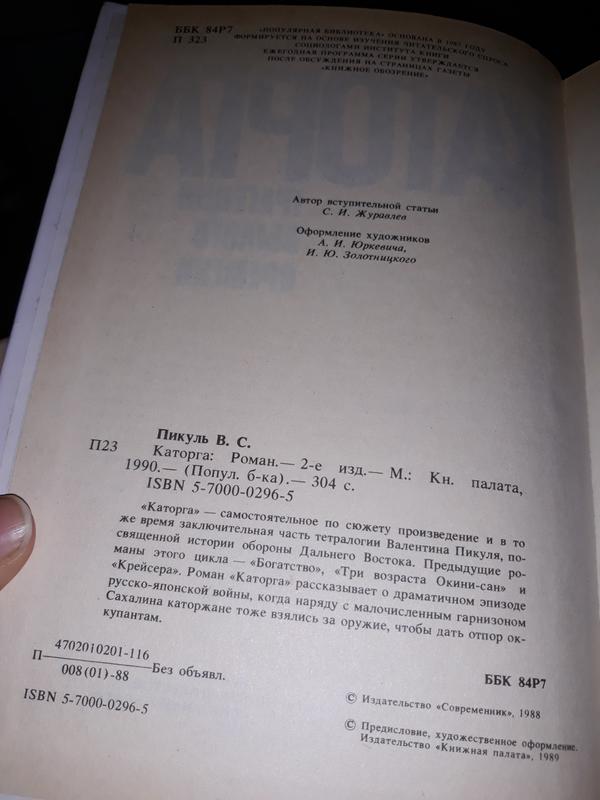 ББК 84Р7
П 323
«ПОПУЛЯРНАЯ БИБЛИОТЕКА» ОСНОВАНА В 1987 ГОДУ
ФОРМИРУЕТСЯ НА ОСНОВЕ ИЗУЧЕНИЯ ЧИТАТЕЛЬСКОГО СПРОСА
СОЦИОЛОГАМИ ИНСТИТУТА КНИГИ
ЕЖЕГОДНАЯ ПРОГРАММА СЕРИИ УТВЕРЖДАЕТСЯ
ПОСЛЕ ОБСУЖДЕНИЯ НА СТРАНИЦАХ ГАЗЕТЫ
«КНИЖНОЕ ОБОЗРЕНИЕ»
Автор вступительной статьи
С. И. Журавлев
Оформление художников
А. И. Юркевича,
И. Ю. Золотницкого
Пикуль В. С.
П23 Каторга: Роман.— 2-е изд.— М.: Кн. палата,
1990.— (Попул. б-ка).— 304 с.
ISBN 5-7000-0296-5
«Каторга» — самостоятельное по сюжету произведение и в то
же время заключительная часть тетралогии Валентина Пикуля, по-
священной истории обороны Дальнего Востока. Предыдущие ро-
маны этого цикла — «Богатство», «Три возраста Окини-сан» и
«Крейсера». Роман «Каторга» рассказывает о драматичном эпизоде
русско-японской войны, когда наряду с малочисленным гарнизоном
Сахалина каторжане тоже взялись за оружие, чтобы дать отпор ок-
купантам.
4702010201-116
П— Без объявл.
008(01)-88
ББК 84Р7
ISBN 5-7000-0296-5
© Издательство «Современник», 1988
© Предисловие, художественное оформление.
Издательство «Книжная палата», 1989